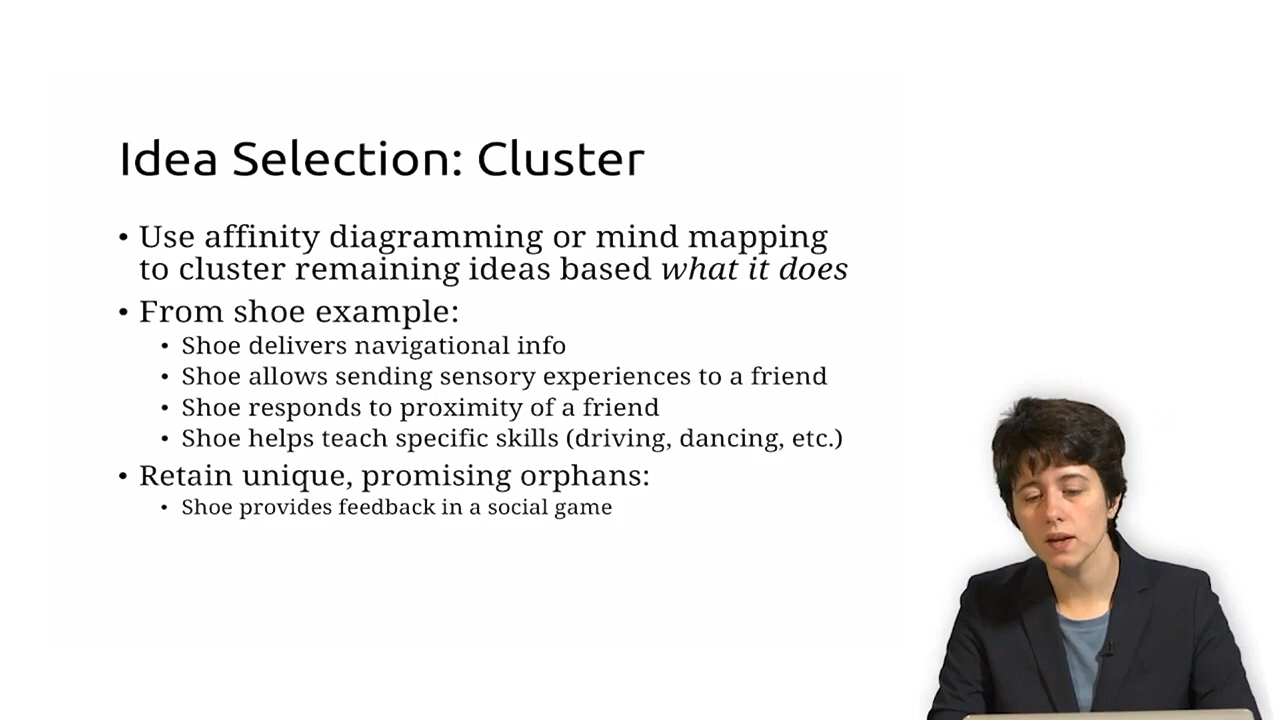 Idea Selection: Cluster
• Use affinity diagramming or mind mapping
to cluster remaining ideas based what it does
• From shoe example:
• Shoe delivers navigational info
• Shoe allows sending sensory experiences to a friend
• Shoe responds to proximity of a friend
• Shoe helps teach specific skills (driving, dancing, etc.)
• Retain unique, promising orphans:
• Shoe provides feedback in a social game